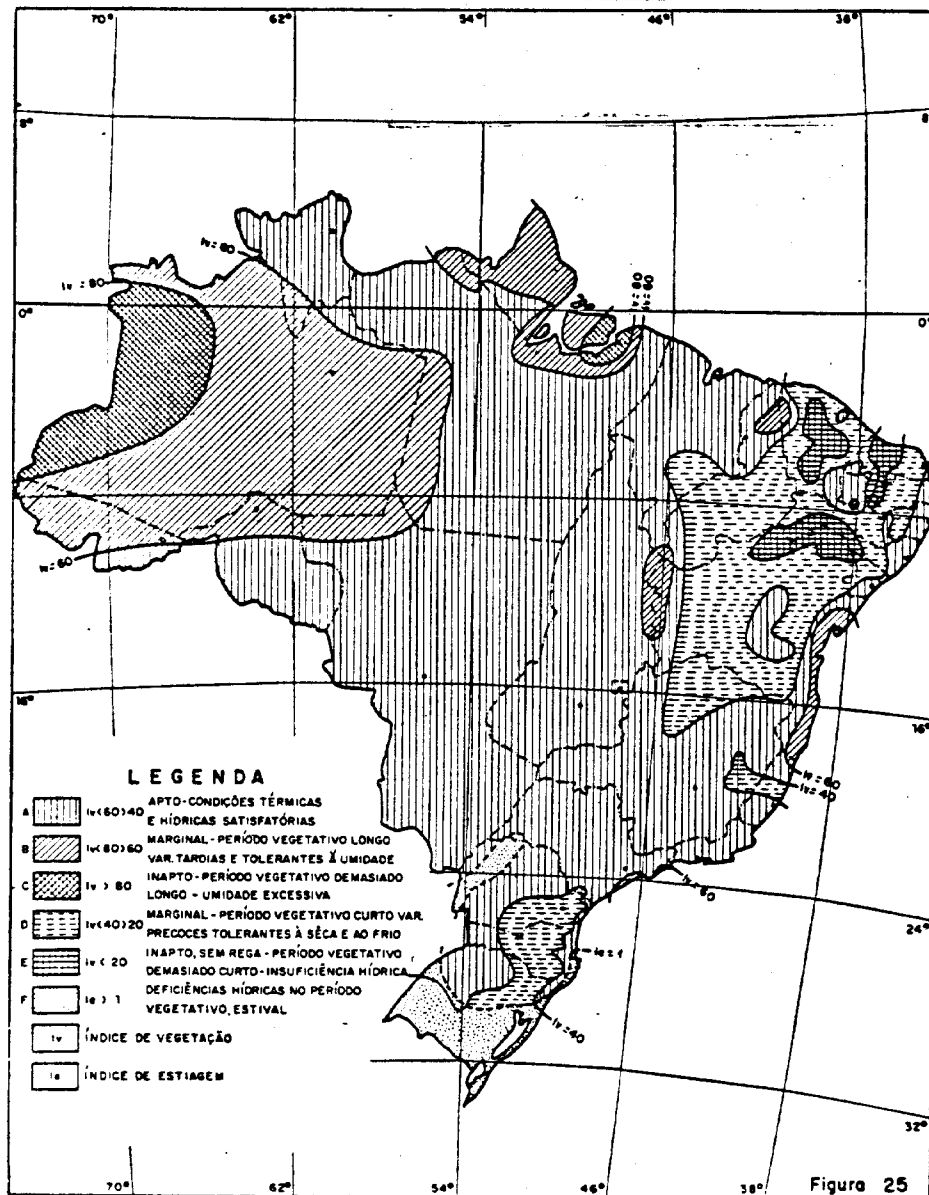 70° 62° 54° 46° 38°
8° 8
Iv = 80
Iv = 80
Iv = 80
Iv = 60
0° 0°
Iv = 60
16° 16°
Iv = 60
Iv = 40
LEGENDA
A Iv<60>40 APTO-CONDIÇÕES TÉRMICAS
E HÍDRICAS SATISFATÓRIAS
B Iv<80>60 MARGINAL-PERÍODO VEGETATIVO LONGO
VAR. TARDIAS E TOLERANTES À UMIDADE
C Iv > 80 INAPTO-PERÍODO VEGETATIVO DEMASIADO
LONGO - UMIDADE EXCESSIVA
D Iv<40>20 MARGINAL-PERÍODO VEGETATIVO CURTO VAR.
PRECOCES TOLERANTES À SÊCA E AO FRIO
E Iv < 20 INAPTO, SEM REGA-PERÍODO VEGETATIVO
DEMASIADO CURTO-INSUFICIÊNCIA HÍDRICA
F Ie > 1 DEFICIÊNCIAS HÍDRICAS NO PERÍODO
VEGETATIVO, ESTIVAL
Iv ÍNDICE DE VEGETAÇÃO
Ie ÍNDICE DE ESTIAGEM
Iv = 60
24°
Ie = 1
Iv = 40
32°
70° 62° 54° 46° 38°
Figura 25